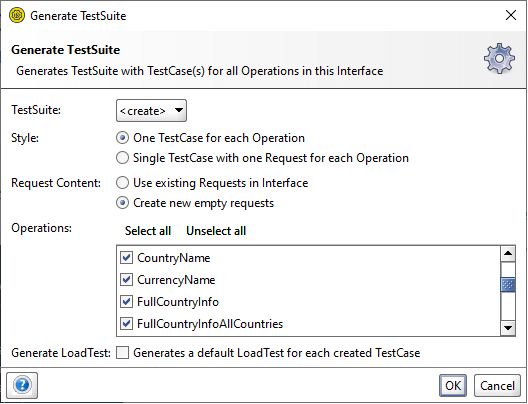 Generate TestSuite
Generate TestSuite
Generates TestSuite with TestCase(s) for all Operations in this Interface
TestSuite: <create>
Style: One TestCase for each Operation
Single TestCase with one Request for each Operation
Request Content: Use existing Requests in Interface
Create new empty requests
Operations: Select all Unselect all
CountryName
CurrencyName
FullCountryInfo
FullCountryInfoAllCountries
Generate LoadTest: Generates a default LoadTest for each created TestCase
? OK Cancel